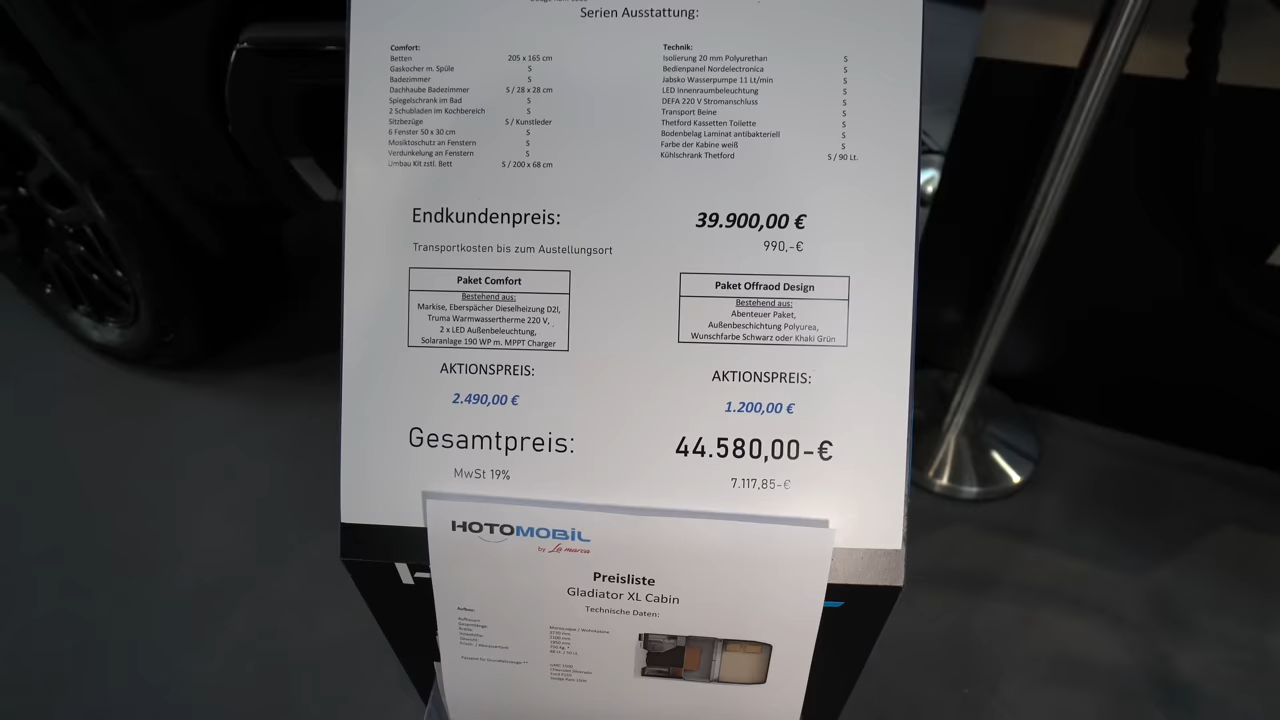 Serien Ausstattung:
Comfort:
Betten 205 x 165 cm
Gaskocher m. Spüle S
Badezimmer S
Dachhaube Badezimmer S / 28 x 28 cm
Spiegelschrank im Bad S
2 Schubladen im Kochbereich S
Sitzbezüge S / Kunstleder
6 Fenster 50 x 30 cm S
Mosiktoschutz an Fenstern S
Verdunkelung an Fenstern S
Umbau Kit zstl. Bett S / 200 x 68 cm
Technik:
Isolierung 20 mm Polyurethan S
Bedienpanel Nordelectronica S
Jabsko Wasserpumpe 11 Lt/min S
LED Innenraumbeleuchtung S
DEFA 220 V Stromanschluss S
Transport Beine S
Thetford Kassetten Toilette S
Bodenbelag Laminat antibakteriell S
Farbe der Kabine weiß S
Kühlschrank Thetford S / 90 Lt.
Endkundenpreis: 39.900,00 €
Transportkosten bis zum Austellungsort 990,-€
Paket Comfort
Bestehend aus:
Markise, Eberspächer Dieselheizung D2l,
Truma Warmwassertherme 220 V,
2 x LED Außenbeleuchtung,
Solaranlage 190 WP m. MPPT Charger
Paket Offraod Design
Bestehend aus:
Abenteuer Paket,
Außenbeschichtung Polyurea,
Wunschfarbe Schwarz oder Khaki Grün
AKTIONSPREIS:
2.490,00 €
AKTIONSPREIS:
1.200,00 €
Gesamtpreis: 44.580,00-€
MwSt 19% 7.117,85-€
HOTOMOBIL
by La marca
Preisliste
Gladiator XL Cabin
Technische Daten: